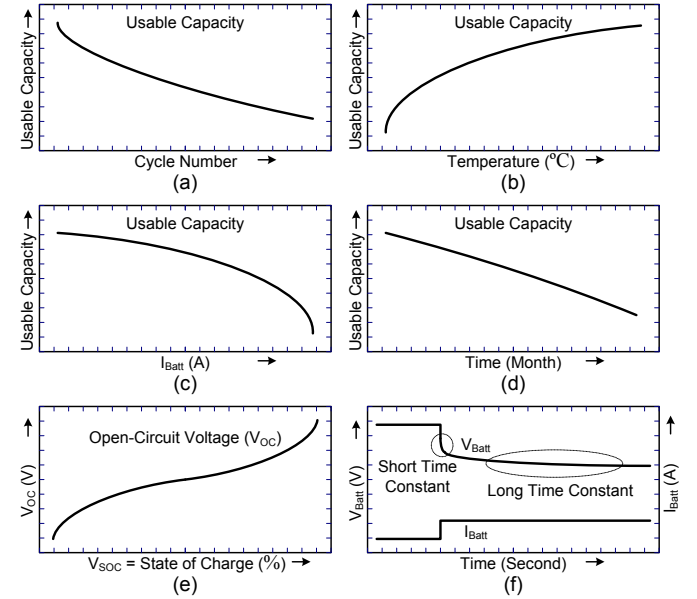 Usable Capacity
Usable Capacity
Cycle Number
(a)
Usable Capacity
Usable Capacity
Temperature (℃)
(b)
Usable Capacity
Usable Capacity
IBatt (A)
(c)
Usable Capacity
Usable Capacity
Time (Month)
(d)
Open-Circuit Voltage (VOC)
VOC (V)
VSOC = State of Charge (%)
(e)
VBatt
Short Time
Constant
Long Time Constant
IBatt
VBatt (V)
IBatt (A)
Time (Second)
(f)